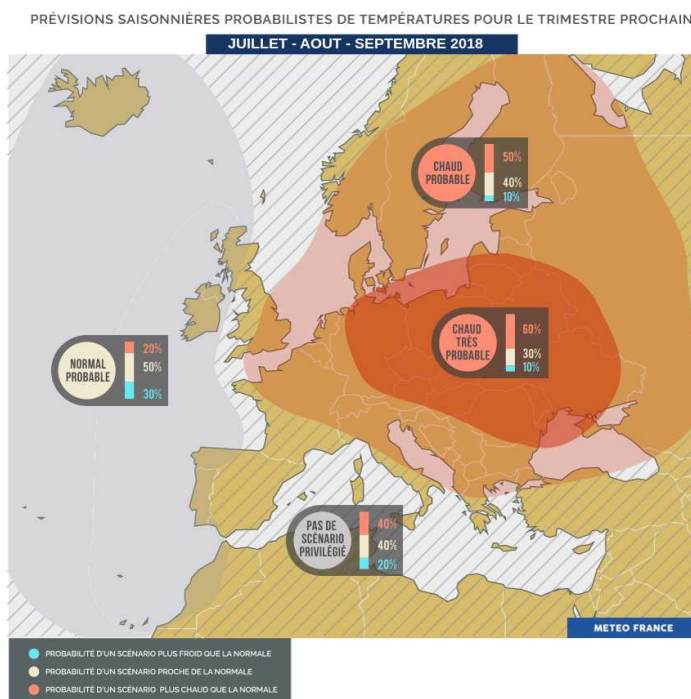 PRÉVISIONS SAISONNIÈRES PROBABILISTES DE TEMPÉRATURES POUR LE TRIMESTRE PROCHAIN
JUILLET - AOUT - SEPTEMBRE 2018
CHAUD
PROBABLE
50%
40%
10%
CHAUD
TRÈS
PROBABLE
60%
30%
10%
NORMAL
PROBABLE
20%
50%
30%
PAS DE
SCÉNARIO
PRIVILÉGIÉ
40%
40%
20%
METEO FRANCE
PROBABILITÉ D'UN SCÉNARIO PLUS FROID QUE LA NORMALE
PROBABILITÉ D'UN SCÉNARIO PROCHE DE LA NORMALE
PROBABILITÉ D'UN SCÉNARIO PLUS CHAUD QUE LA NORMALE